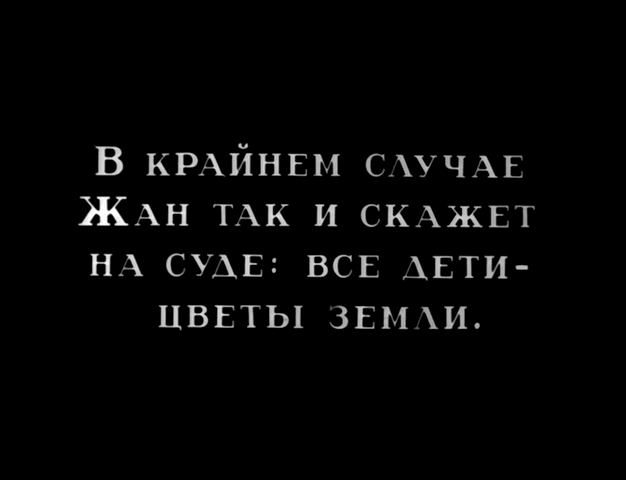 В КРАЙНЕМ СЛУЧАЕ
ЖАН ТАК И СКАЖЕТ
НА СУДЕ: ВСЕ ДЕТИ-
ЦВЕТЫ ЗЕМЛИ.